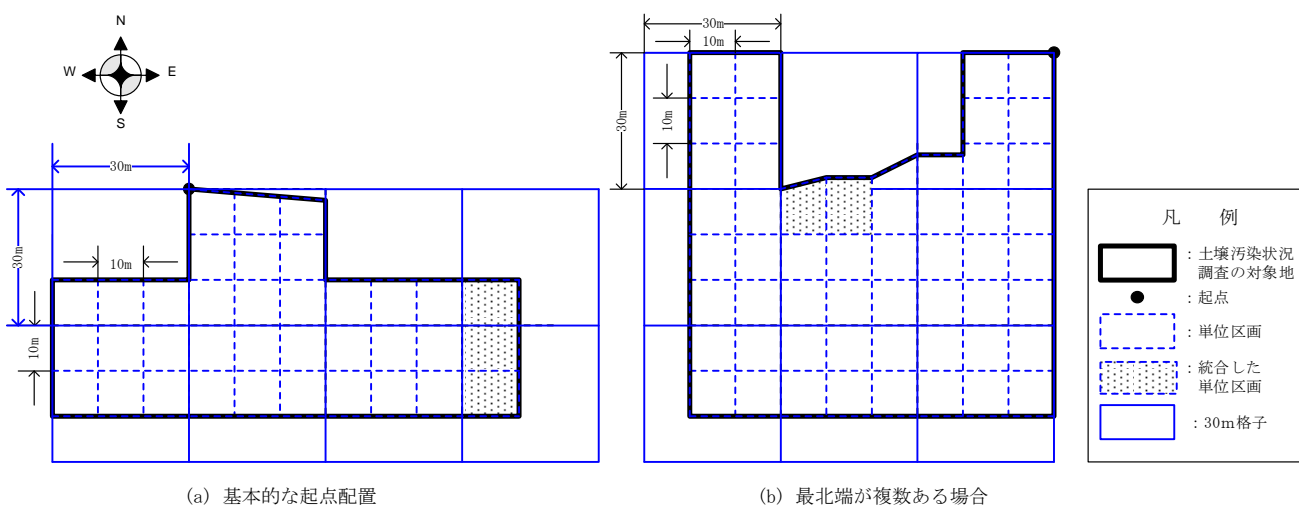 N
W E
S
30m
30m
10m
10m
(a) 基本的な起点配置
30m
10m
30m
10m
(b) 最北端が複数ある場合
凡 例
：土壌汚染状況
調査の対象地
：起点
：単位区画
：統合した
単位区画
：30m格子